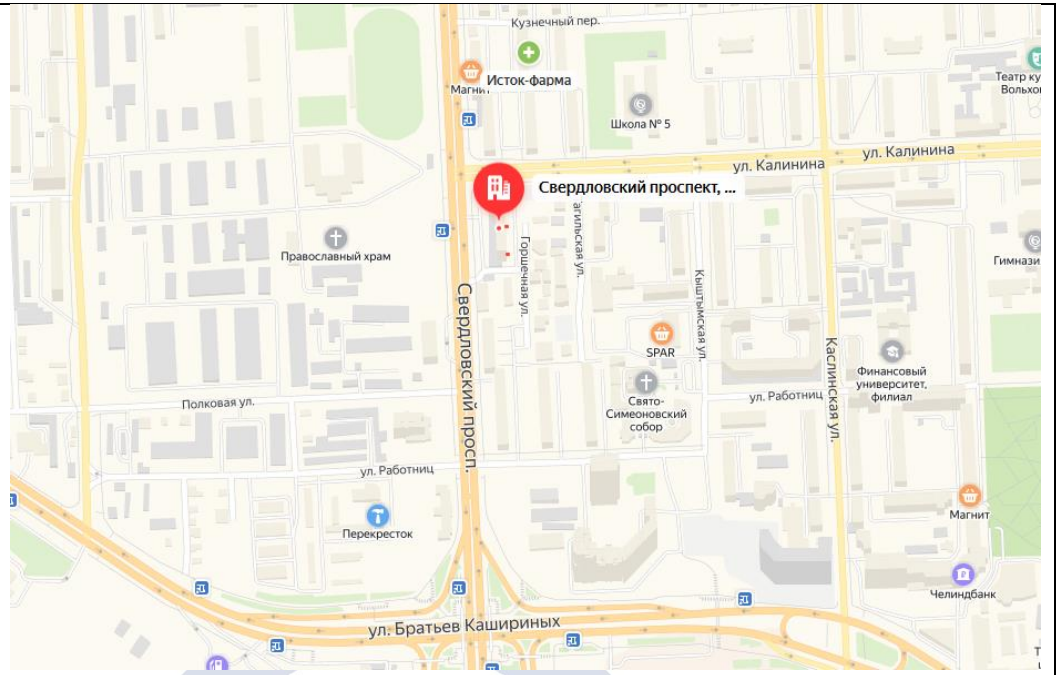 Кузнечный пер.
Исток-фарма
Театр ку
Вольхо
Магнит
Школа № 5
ул. Калинина
ул. Калинина
Свердловский проспект, ...
агильская ул.
Горшечная ул.
Православный храм
Гимнази
Кыштымская ул.
Свердловский просп.
SPAR
Каслинская ул.
Финансовый
университет,
филиал
Свято-
Симеоновский
собор
Полковая ул.
ул. Работниц
ул. Работниц
Магнит
Перекресток
Челиндбанк
ул. Братьев Кашириных